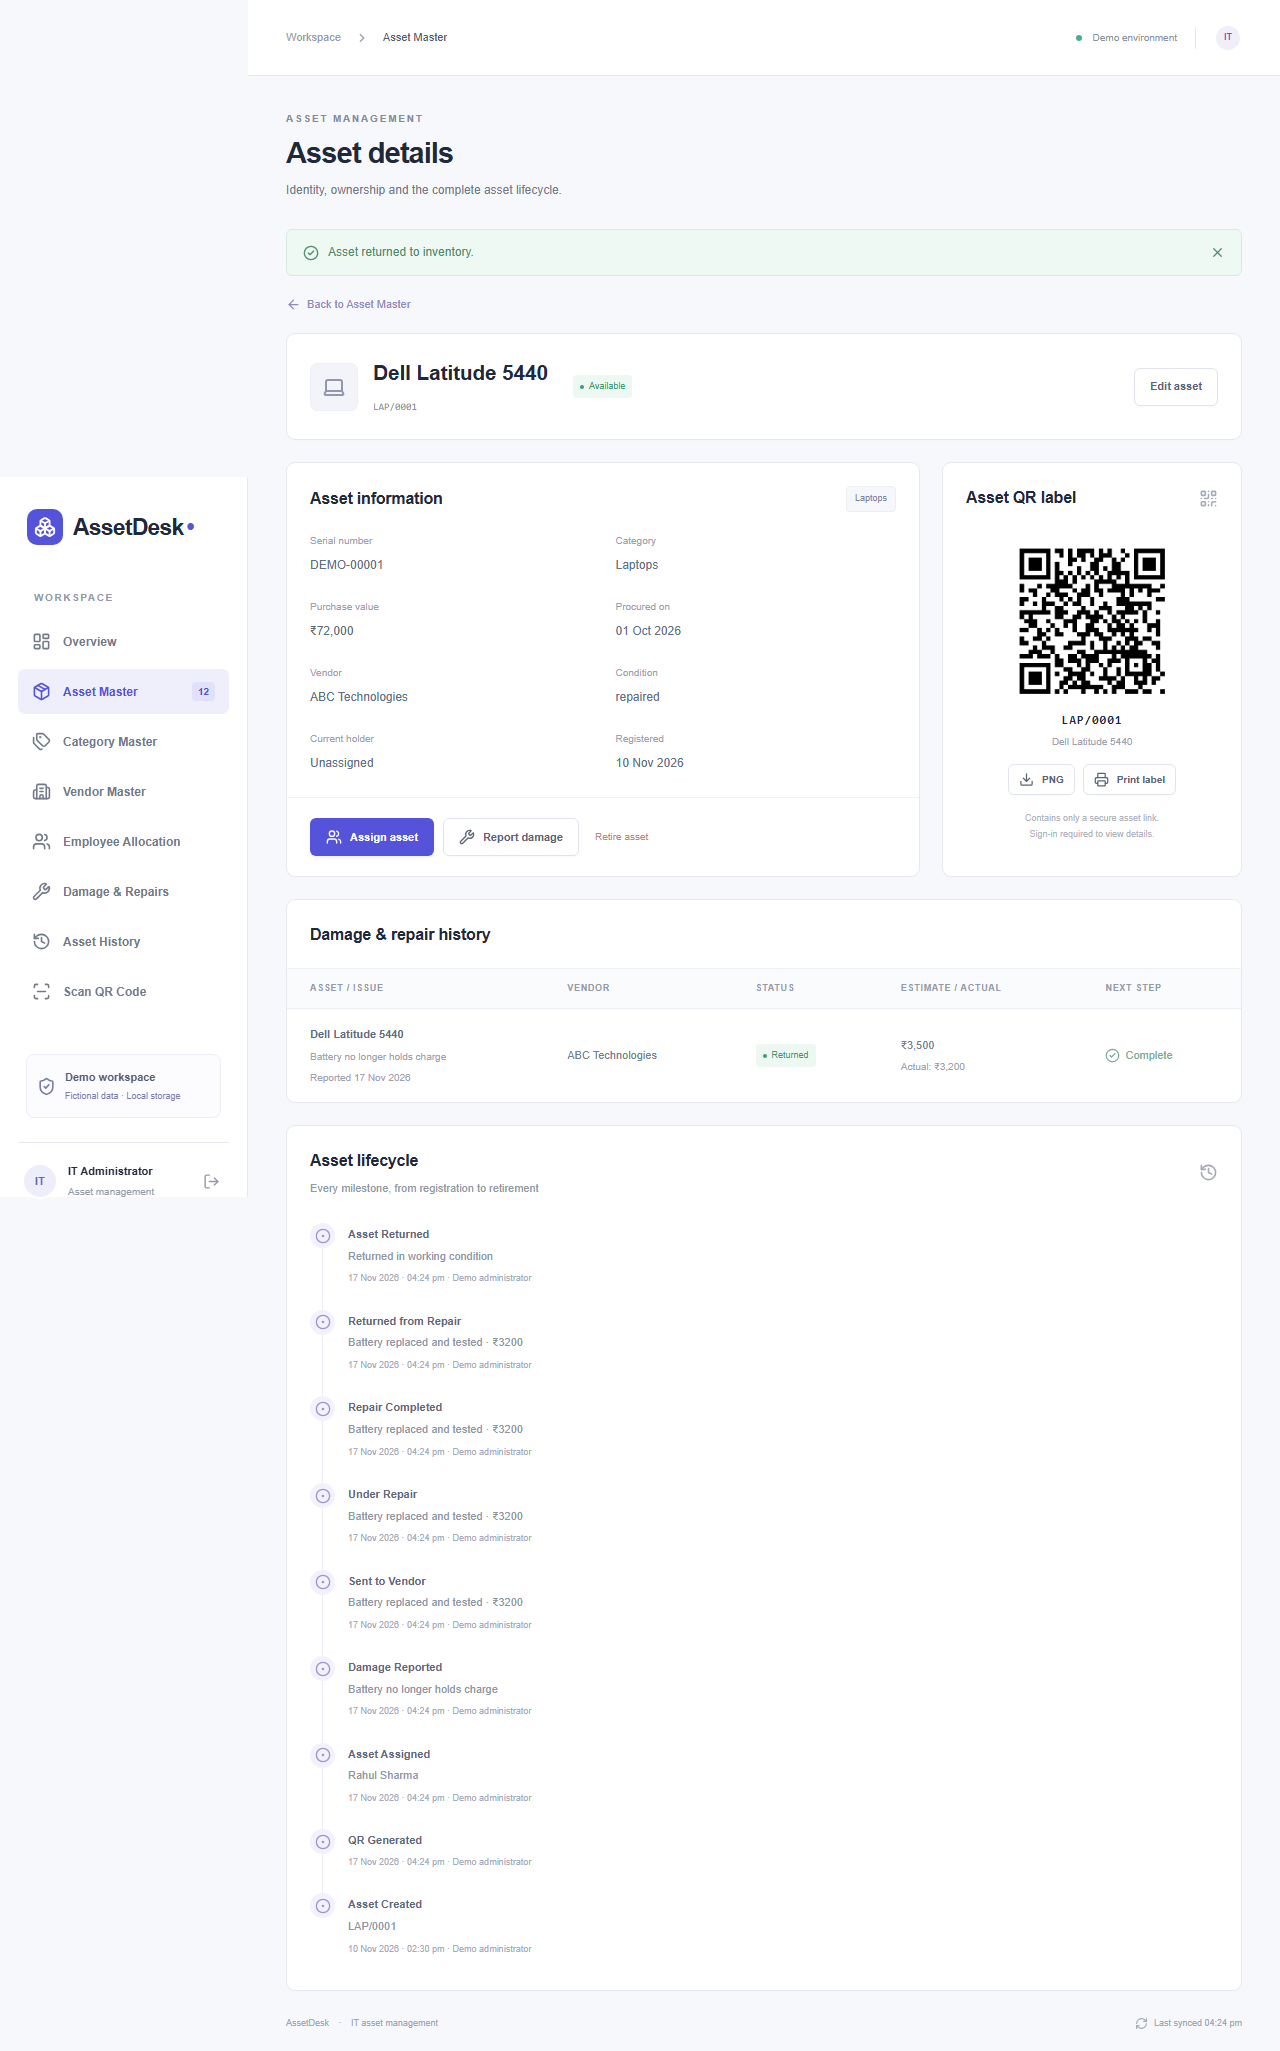 Workspace
Asset Master
Demo environment
IT
ASSET MANAGEMENT
Asset details
Identity, ownership and the complete asset lifecycle.
Asset returned to inventory.
Back to Asset Master
Dell Latitude 5440
Available
LAP/0001
Edit asset
AssetDesk
WORKSPACE
Overview
Asset Master
12
Category Master
Vendor Master
Employee Allocation
Damage & Repairs
Asset History
Scan QR Code
Demo workspace
Fictional data · Local storage
IT
IT Administrator
Asset management
Asset information
Laptops
Serial number
DEMO-00001
Category
Laptops
Purchase value
₹72,000
Procured on
01 Oct 2026
Vendor
ABC Technologies
Condition
repaired
Current holder
Unassigned
Registered
10 Nov 2026
Assign asset
Report damage
Retire asset
Asset QR label
LAP/0001
Dell Latitude 5440
PNG
Print label
Contains only a secure asset link.
Sign-in required to view details.
Damage & repair history
ASSET / ISSUE
VENDOR
STATUS
ESTIMATE / ACTUAL
NEXT STEP
Dell Latitude 5440
Battery no longer holds charge
Reported 17 Nov 2026
ABC Technologies
Returned
₹3,500
Actual: ₹3,200
Complete
Asset lifecycle
Every milestone, from registration to retirement
Asset Returned
Returned in working condition
17 Nov 2026 · 04:24 pm · Demo administrator
Returned from Repair
Battery replaced and tested · ₹3200
17 Nov 2026 · 04:24 pm · Demo administrator
Repair Completed
Battery replaced and tested · ₹3200
17 Nov 2026 · 04:24 pm · Demo administrator
Under Repair
Battery replaced and tested · ₹3200
17 Nov 2026 · 04:24 pm · Demo administrator
Sent to Vendor
Battery replaced and tested · ₹3200
17 Nov 2026 · 04:24 pm · Demo administrator
Damage Reported
Battery no longer holds charge
17 Nov 2026 · 04:24 pm · Demo administrator
Asset Assigned
Rahul Sharma
17 Nov 2026 · 04:24 pm · Demo administrator
QR Generated
17 Nov 2026 · 04:24 pm · Demo administrator
Asset Created
LAP/0001
10 Nov 2026 · 02:30 pm · Demo administrator
AssetDesk · IT asset management
Last synced 04:24 pm